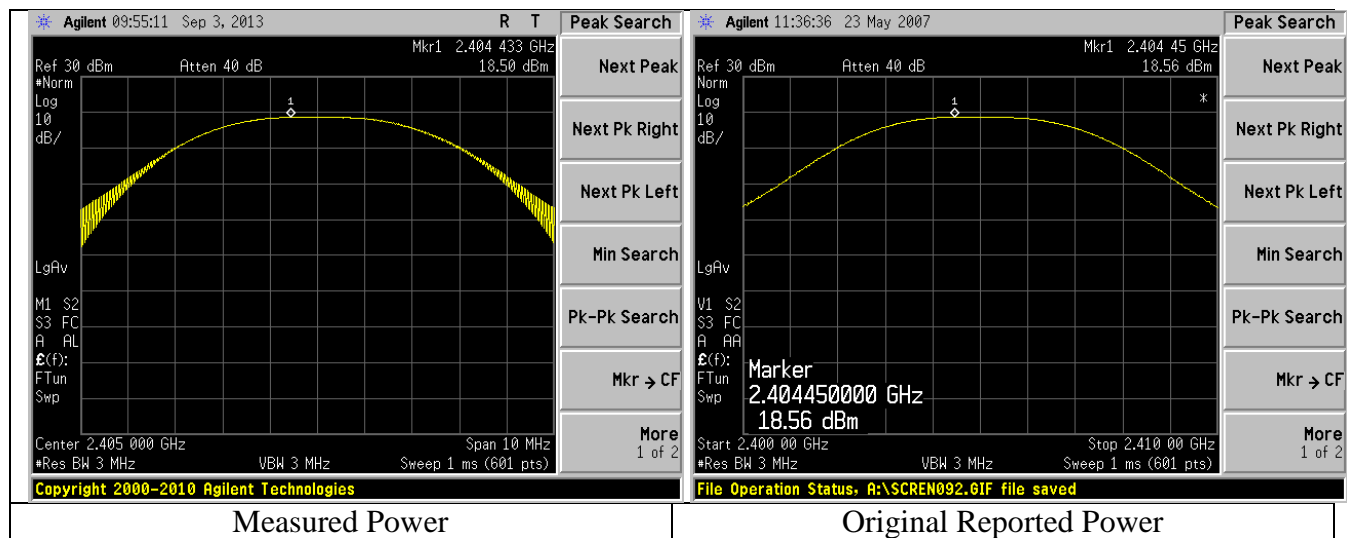 Agilent 09:55:11 Sep 3, 2013 R T
Mkr1 2.404 433 GHz
Ref 30 dBm Atten 40 dB 18.50 dBm
#Norm
Log
10
dB/
1
LgAv
M1 S2
S3 FC
A AL
£(f):
FTun
Swp
Center 2.405 000 GHz Span 10 MHz
#Res BW 3 MHz VBW 3 MHz Sweep 1 ms (601 pts)
Copyright 2000-2010 Agilent Technologies
Peak Search
Next Peak
Next Pk Right
Next Pk Left
Min Search
Pk-Pk Search
Mkr → CF
More
1 of 2
Measured Power
Agilent 11:36:36 23 May 2007
Mkr1 2.404 45 GHz
Ref 30 dBm Atten 40 dB 18.56 dBm
Norm
Log
10
dB/
1
*
LgAv
V1 S2
S3 FC
A AA
£(f):
FTun
Swp
Marker
2.404450000 GHz
18.56 dBm
Start 2.400 00 GHz Stop 2.410 00 GHz
#Res BW 3 MHz VBW 3 MHz Sweep 1 ms (601 pts)
File Operation Status, A:\SCREN092.GIF file saved
Peak Search
Next Peak
Next Pk Right
Next Pk Left
Min Search
Pk-Pk Search
Mkr → CF
More
1 of 2
Original Reported Power